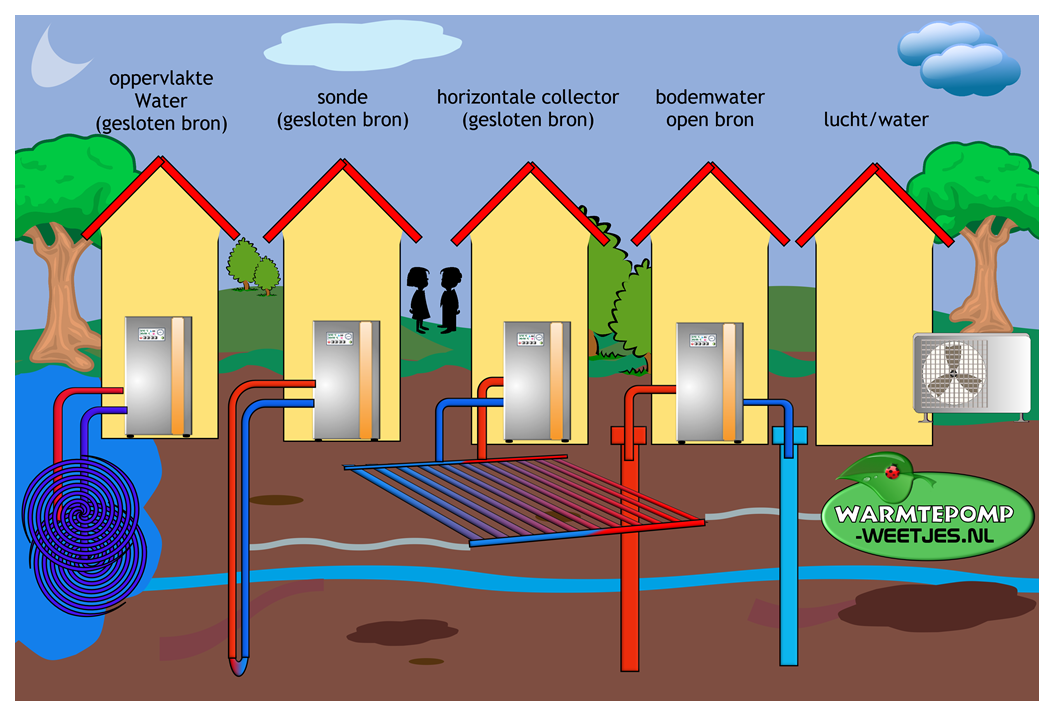 oppervlakte
Water
(gesloten bron)
sonde
(gesloten bron)
horizontale collector
(gesloten bron)
bodemwater
open bron
lucht/water
WARMTEPOMP
-WEETJES.NL